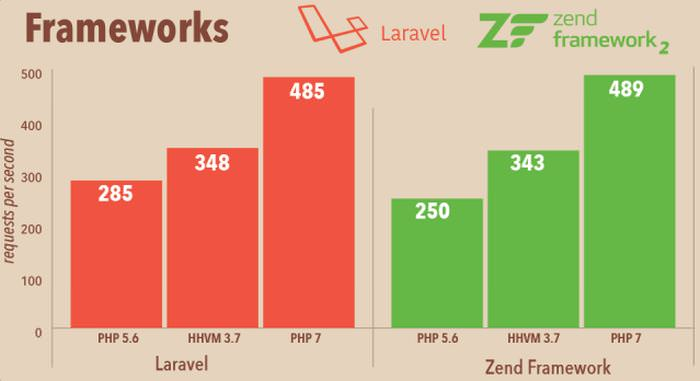 Frameworks
Laravel
zend
framework 2
requests per second
500
400
300
200
100
0
285
348
485
250
343
489
PHP 5.6
HHVM 3.7
PHP 7
PHP 5.6
HHVM 3.7
PHP 7
Laravel
Zend Framework